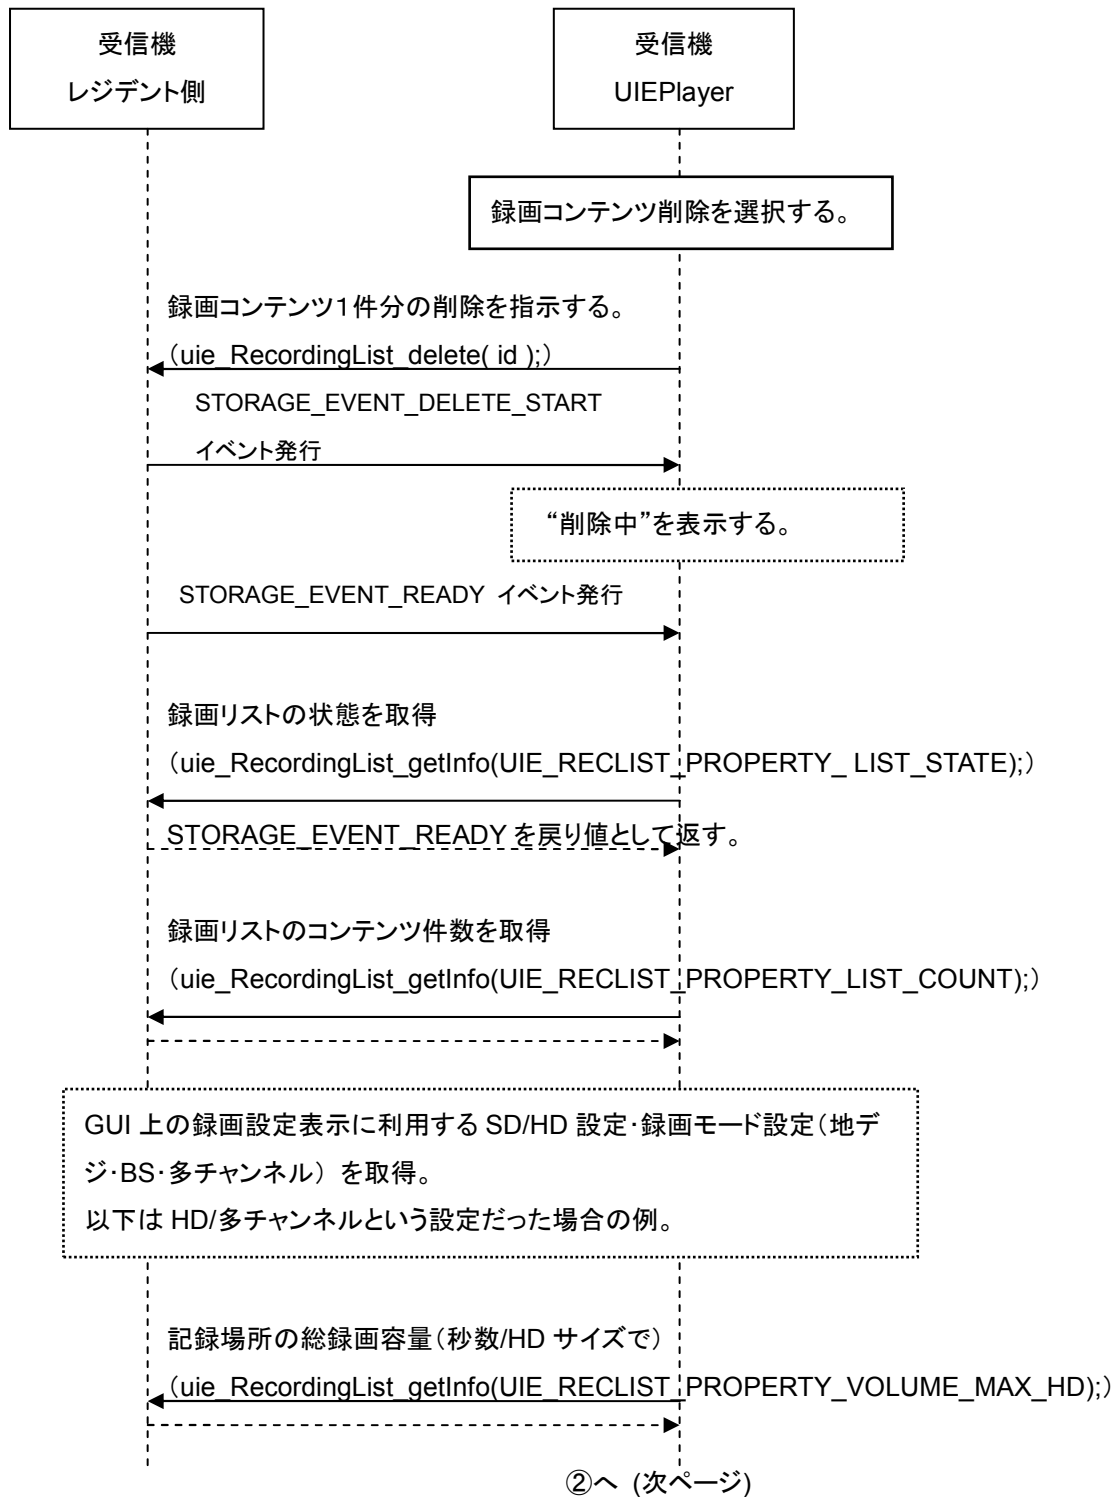 受信機
レジデント側
受信機
UIEPlayer
録画コンテンツ削除を選択する。
録画コンテンツ１件分の削除を指示する。
（uie_RecordingList_delete( id );）
STORAGE_EVENT_DELETE_START
イベント発行
“削除中”を表示する。
STORAGE_EVENT_READY イベント発行
録画リストの状態を取得
（uie_RecordingList_getInfo(UIE_RECLIST_PROPERTY_ LIST_STATE);）
STORAGE_EVENT_READY を戻り値として返す。
録画リストのコンテンツ件数を取得
（uie_RecordingList_getInfo(UIE_RECLIST_PROPERTY_LIST_COUNT);）
GUI 上の録画設定表示に利用する SD/HD 設定・録画モード設定（地デ
ジ・BS・多チャンネル）を取得。
以下は HD/多チャンネルという設定だった場合の例。
記録場所の総録画容量（秒数/HD サイズで）
（uie_RecordingList_getInfo(UIE_RECLIST_PROPERTY_VOLUME_MAX_HD);）
②へ (次ページ)